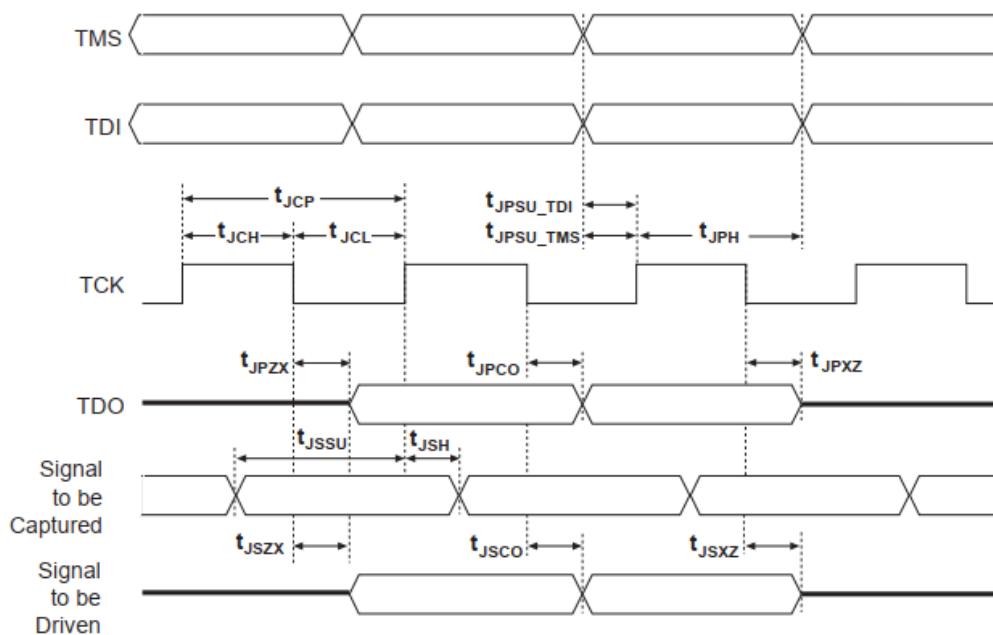 TMS
TDI
tJCP
tJCH
tJCL
tJPSU_TDI
tJPSU_TMS
tJPH
TCK
tJPZX
tJPCO
tJPXZ
TDO
tJSSU
tJSH
Signal
to be
Captured
tJSZX
tJSCO
tJSXZ
Signal
to be
Driven